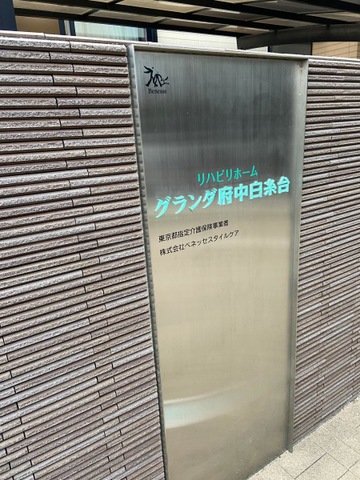 Benesse
リハビリホーム
グランダ府中白糸台
東京都指定介護保険事業者
株式会社ベネッセスタイルケア